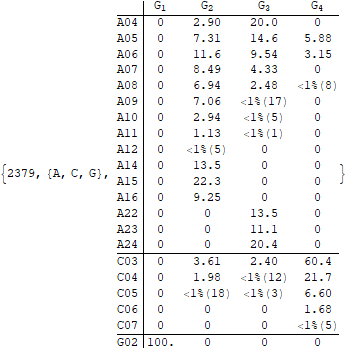 G₁ G₂ G₃ G₄
A04 0 2.90 20.0 0
A05 0 7.31 14.6 5.88
A06 0 11.6 9.54 3.15
A07 0 8.49 4.33 0
A08 0 6.94 2.48 <1%(8)
A09 0 7.06 <1%(17) 0
A10 0 2.94 <1%(5) 0
A11 0 1.13 <1%(1) 0
A12 0 <1%(5) 0 0
{2379, {A, C, G}, }
A14 0 13.5 0 0
A15 0 22.3 0 0
A16 0 9.25 0 0
A22 0 0 13.5 0
A23 0 0 11.1 0
A24 0 0 20.4 0
C03 0 3.61 2.40 60.4
C04 0 1.98 <1%(12) 21.7
C05 0 <1%(18) <1%(3) 6.60
C06 0 0 0 1.68
C07 0 0 0 <1%(5)
G02 100. 0 0 0